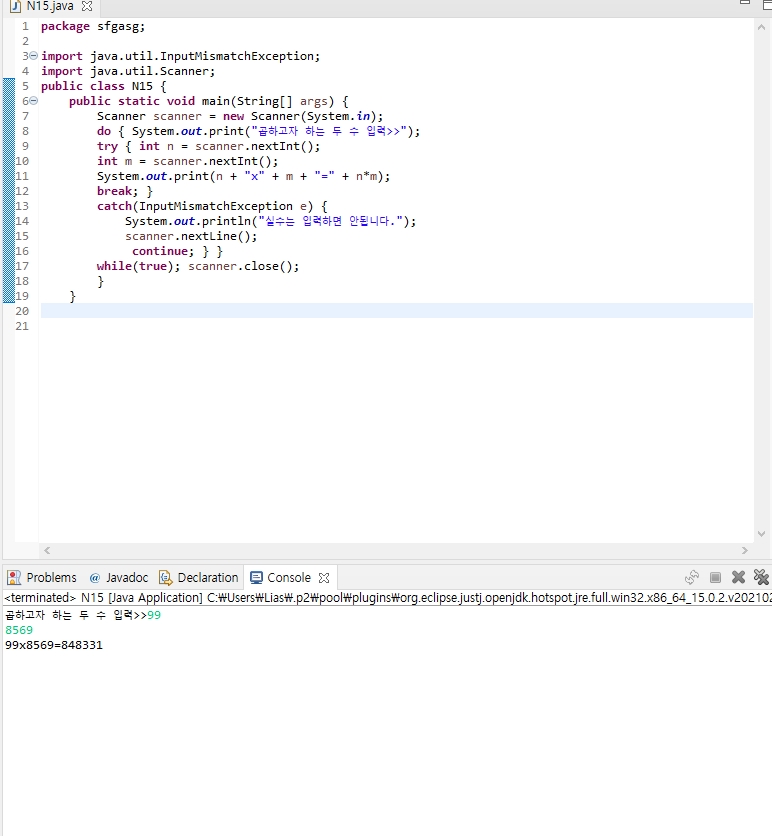 N15.java
1 package sfgasg;
2
3 import java.util.InputMismatchException;
4 import java.util.Scanner;
5 public class N15 {
6     public static void main(String[] args) {
7         Scanner scanner = new Scanner(System.in);
8         do { System.out.print("곱하고자 하는 두 수 입력>>");
9         try { int n = scanner.nextInt();
10         int m = scanner.nextInt();
11         System.out.print(n + "x" + m + "=" + n*m);
12         break; }
13         catch(InputMismatchException e) {
14             System.out.println("실수는 입력하면 안됩니다.");
15             scanner.nextLine();
16              continue; } }
17         while(true); scanner.close();
18         }
19     }
20
21
Problems @ Javadoc Declaration Console
<terminated> N15 [Java Application] C:₩Users₩Lias₩.p2₩pool₩plugins₩org.eclipse.justj.openjdk.hotspot.jre.full.win32.x86_64_15.0.2.v202102
곱하고자 하는 두 수 입력>>99
8569
99x8569=848331